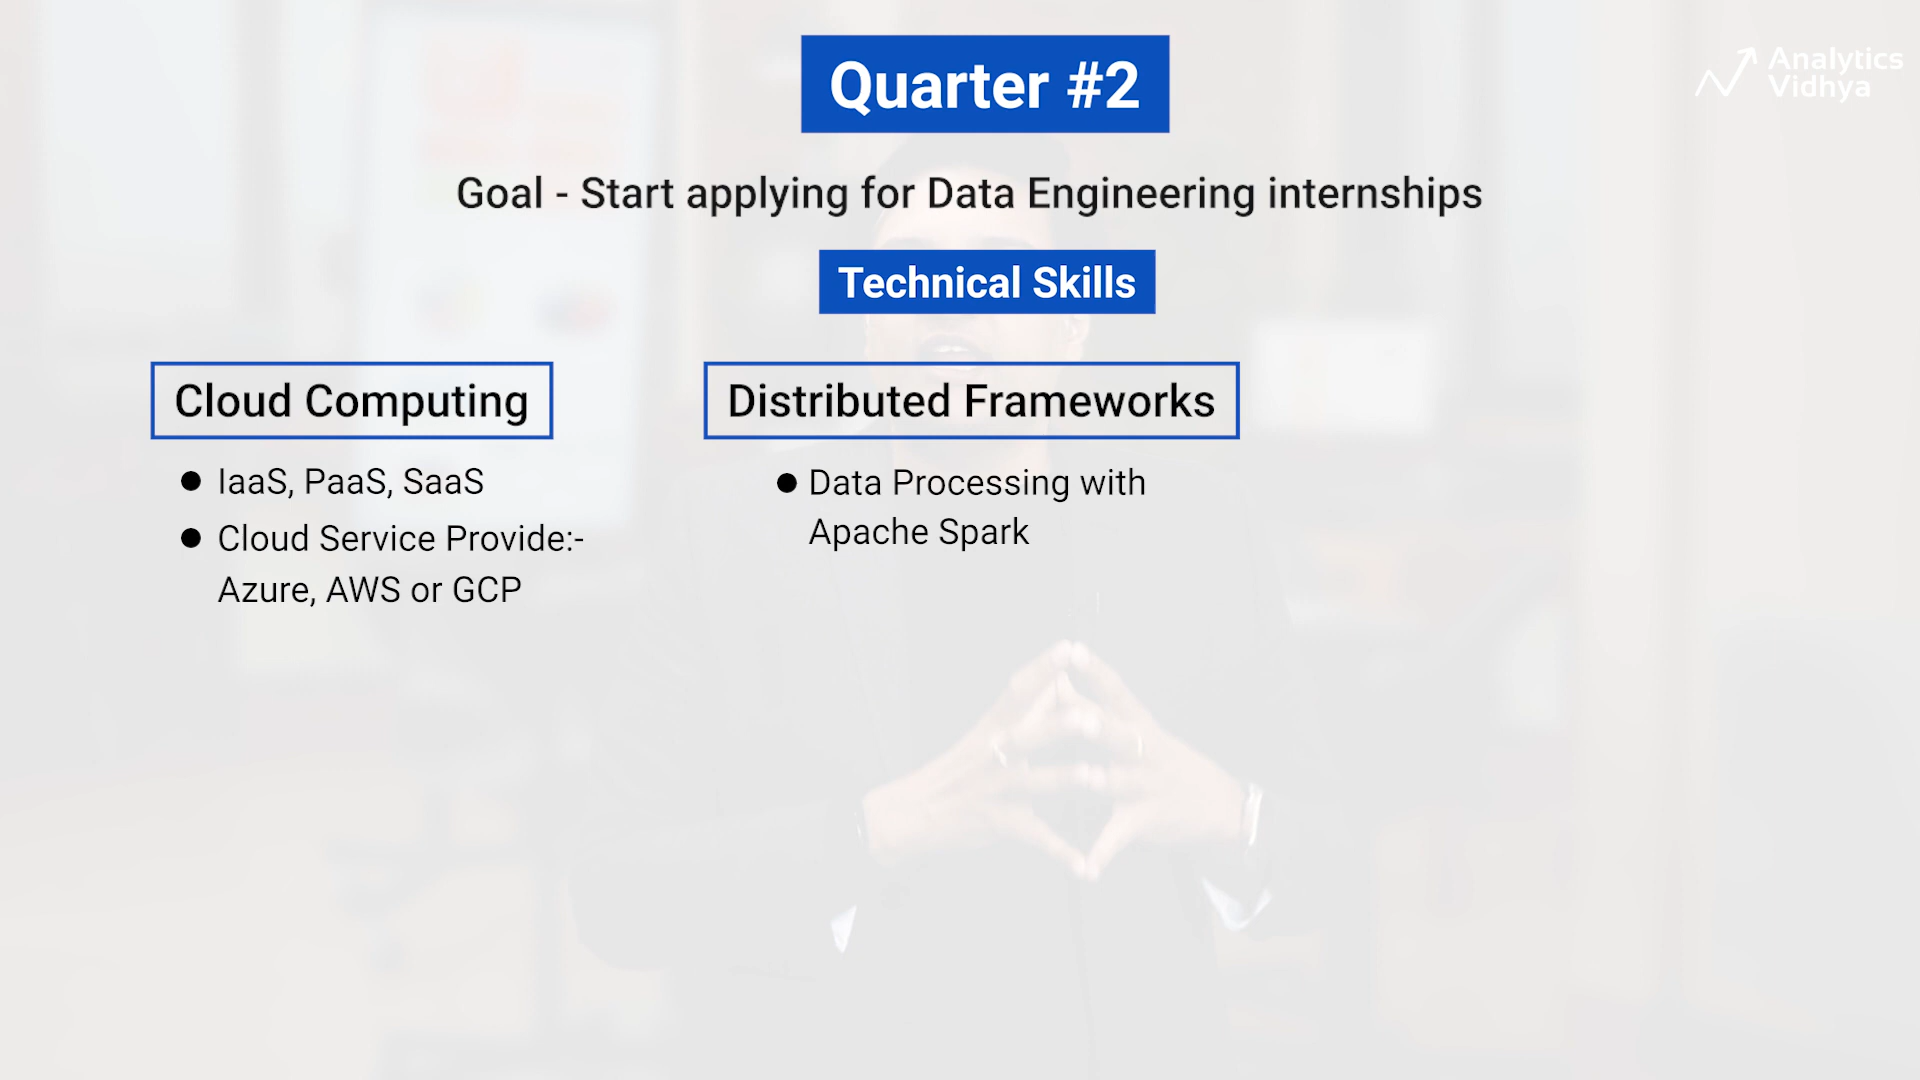 Quarter #2
Analytics
Vidhya
Goal - Start applying for Data Engineering internships
Technical Skills
Cloud Computing
IaaS, PaaS, SaaS
Cloud Service Provide:-
Azure, AWS or GCP
Distributed Frameworks
Data Processing with
Apache Spark